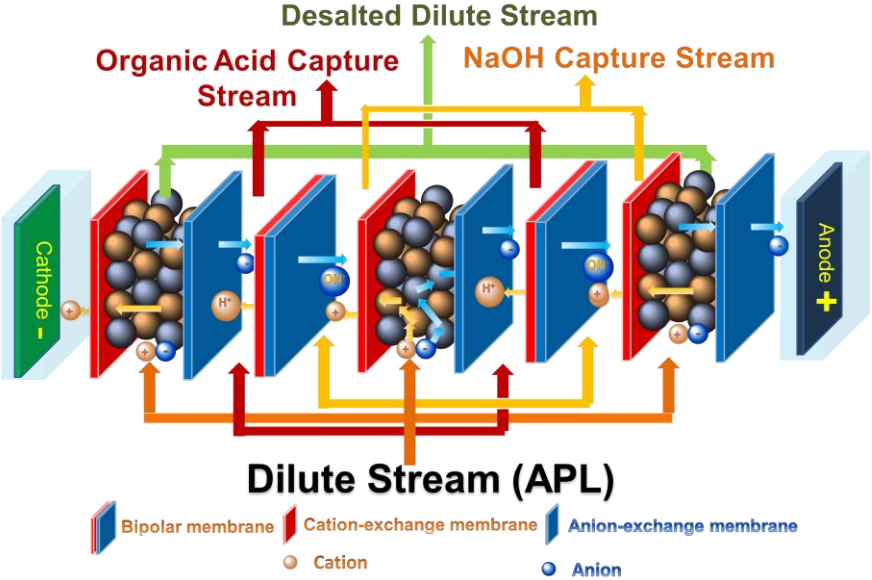 Desalted Dilute Stream
Organic Acid Capture
Stream
NaOH Capture Stream
Cathode -
Anode +
H⁺
OH⁻
H⁺
OH⁻
+
-
+
+
-
-
+
+
-
-
Dilute Stream (APL)
Bipolar membrane
Cation-exchange membrane
Anion-exchange membrane
+
Cation
-
Anion